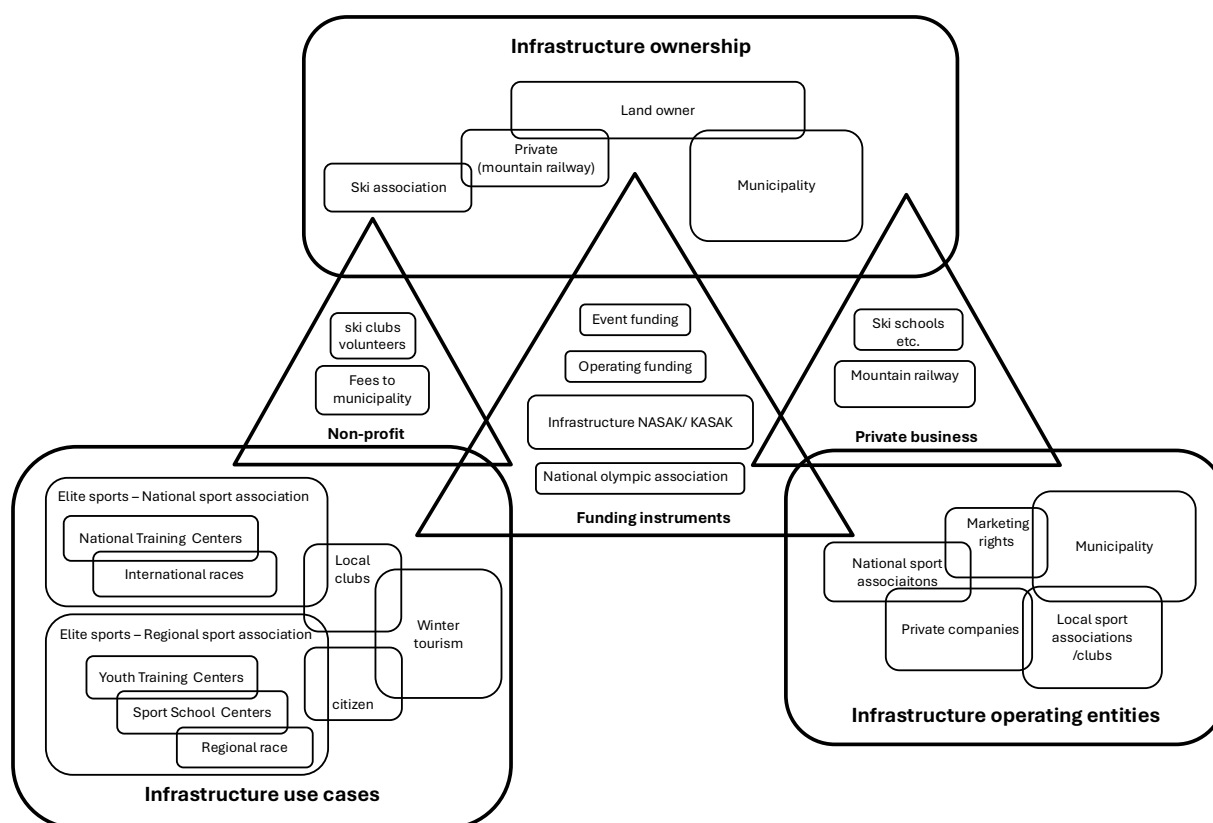 Infrastructure ownership
Land owner
Private
(mountain railway)
Ski association
Municipality
ski clubs
volunteers
Fees to
municipality
Non-profit
Event funding
Operating funding
Infrastructure NASAK/ KASAK
National olympic association
Funding instruments
Ski schools
etc.
Mountain railway
Private business
Elite sports – National sport association
National Training Centers
International races
Local
clubs
Winter
tourism
Elite sports – Regional sport association
Youth Training Centers
Sport School Centers
Regional race
citizen
Infrastructure use cases
Marketing
rights
Municipality
National sport
associaitons
Private companies
Local sport
associations
/clubs
Infrastructure operating entities